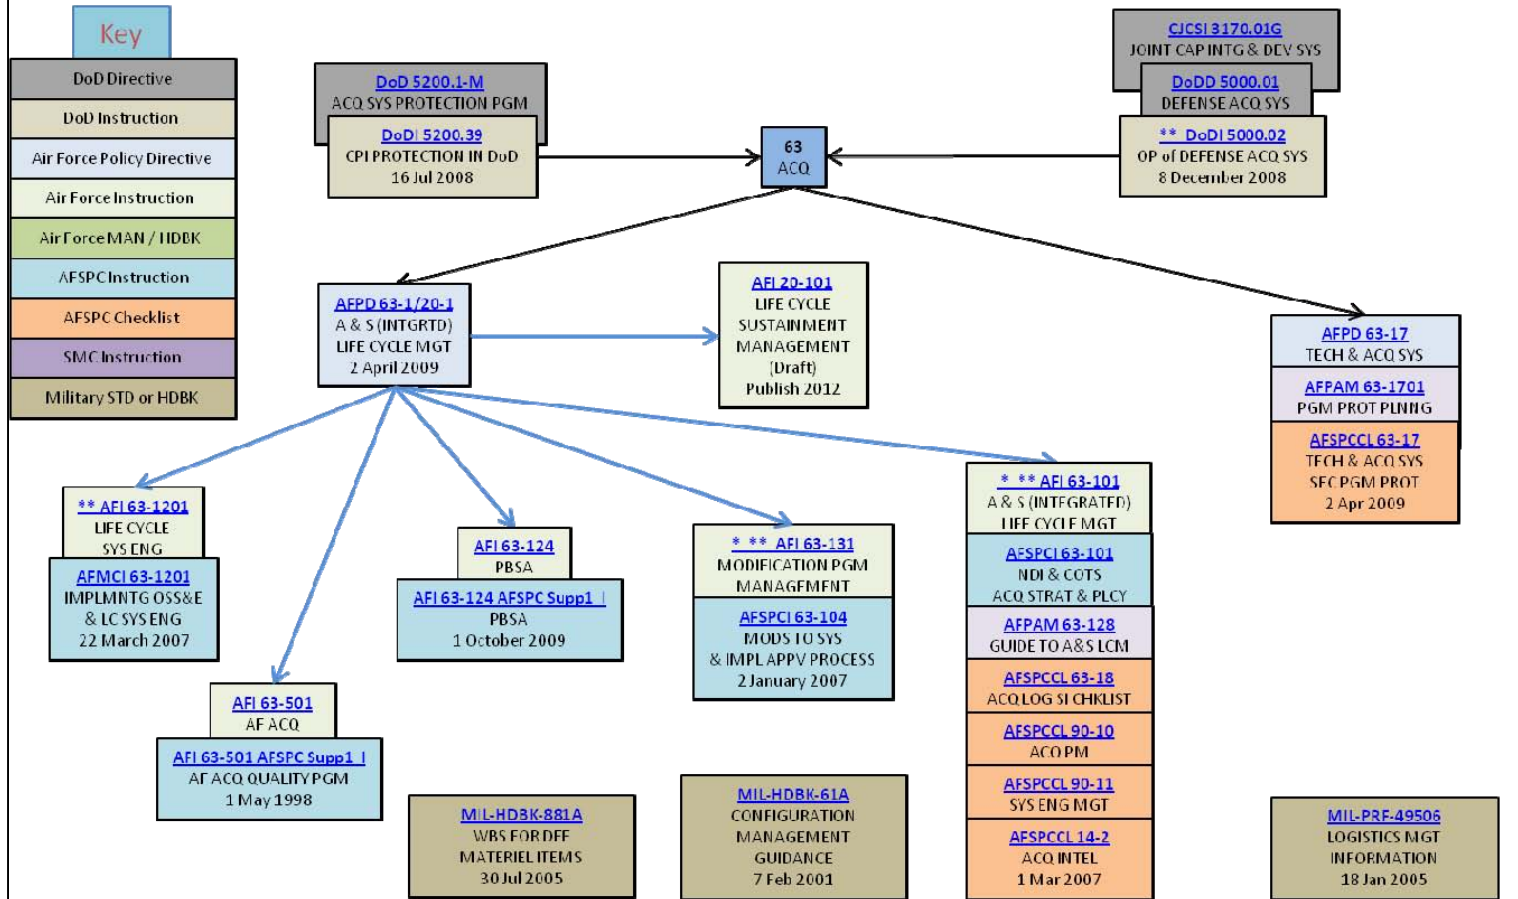 Key
DoD Directive
DoD Instruction
Air Force Policy Directive
Air Force Instruction
Air Force MAN / HDBK
AFSPC Instruction
AFSPC Checklist
SMC Instruction
Military STD or HDBK
DoD 5200.1-M
ACQ SYS PROTECTION PGM
DoDI 5200.39
CPI PROTECTION IN DoD
16 Jul 2008
63
ACQ
CJCSI 3170.01G
JOINT CAP INTG & DEV SYS
DoDD 5000.01
DEFENSE ACQ SYS
** DoDI 5000.02
OP of DEFENSE ACQ SYS
8 December 2008
AFPD 63-1/20-1
A & S (INTGRTD)
LIFE CYCLE MGT
2 April 2009
AFI 20-101
LIFE CYCLE
SUSTAINMENT
MANAGEMENT
(Draft)
Publish 2012
AFPD 63-17
TECH & ACQ SYS
AFPAM 63-1701
PGM PROT PLNNG
AFSPCCL 63-17
TECH & ACQ SYS
SEC PGM PROT
2 Apr 2009
** AFI 63-1201
LIFE CYCLE
SYS ENG
AFMCI 63-1201
IMPLMNTG OSS&E
& LC SYS ENG
22 March 2007
AFI 63-501
AF ACQ
AFI 63-501 AFSPC Supp1_I
AF ACQ QUALITY PGM
1 May 1998
AFI 63-124
PBSA
AFI 63-124 AFSPC Supp1_I
PBSA
1 October 2009
* ** AFI 63-131
MODIFICATION PGM
MANAGEMENT
AFSPCI 63-104
MODS TO SYS
& IMPL APPV PROCESS
2 January 2007
* ** AFI 63-101
A & S (INTEGRATED)
LIFE CYCLE MGT
AFSPCI 63-101
NDI & COTS
ACQ STRAT & PLCY
AFPAM 63-128
GUIDE TO A&S LCM
AFSPCCL 63-18
ACQ LOG SI CHKLIST
AFSPCCL 90-10
ACQ PM
AFSPCCL 90-11
SYS ENG MGT
AFSPCCL 14-2
ACQ INTEL
1 Mar 2007
MIL-HDBK-881A
WBS FOR DEF
MATERIEL ITEMS
30 Jul 2005
MIL-HDBK-61A
CONFIGURATION
MANAGEMENT
GUIDANCE
7 Feb 2001
MIL-PRF-49506
LOGISTICS MGT
INFORMATION
18 Jan 2005